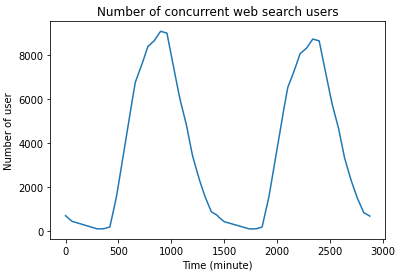 Number of concurrent web search users
Number of user
8000
6000
4000
2000
0
0 500 1000 1500 2000 2500 3000
Time (minute)